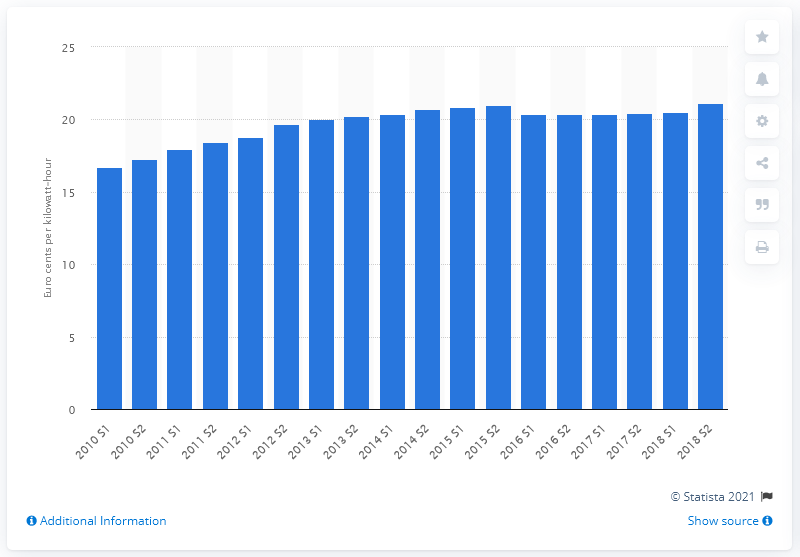 25
20
15
10
5
0
Euro cents per kilowatt-hour
2010 S1
2010 S2
2011 S1
2011 S2
2012 S1
2012 S2
2013 S1
2013 S2
2014 S1
2014 S2
2015 S1
2015 S2
2016 S1
2016 S2
2017 S1
2017 S2
2018 S1
2018 S2
© Statista 2021
Additional Information
Show source